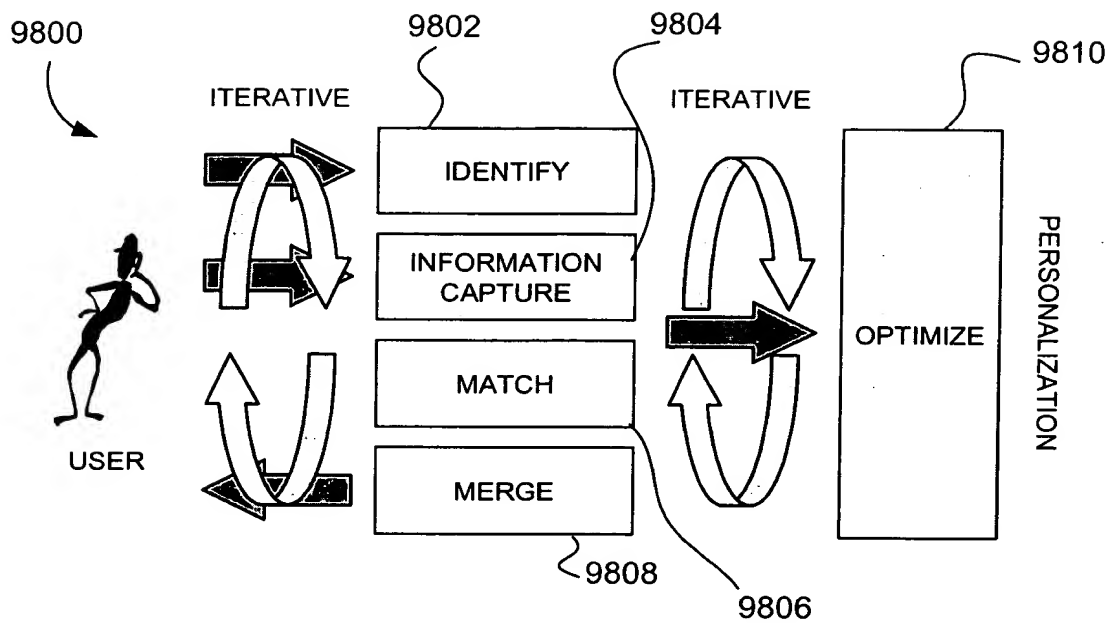 9800
9802
9804
9810
ITERATIVE
ITERATIVE
IDENTIFY
INFORMATION
CAPTURE
MATCH
MERGE
OPTIMIZE
PERSONALIZATION
USER
9808
9806